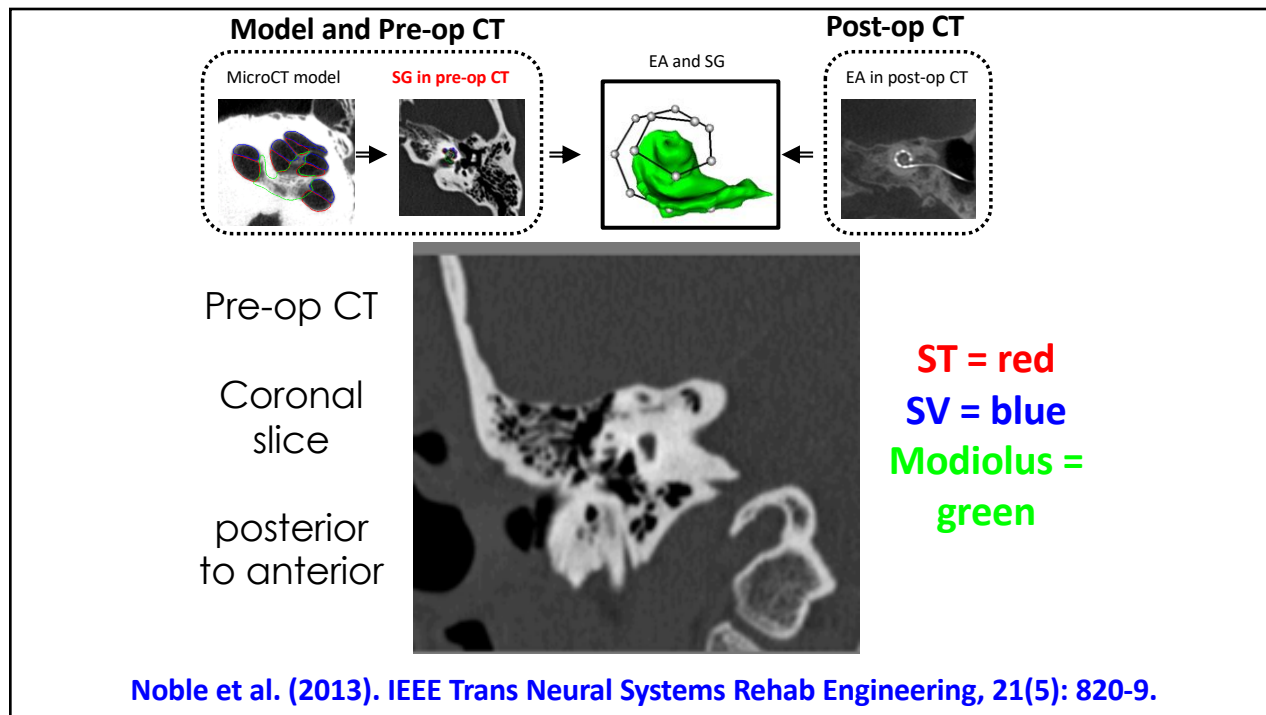 Model and Pre-op CT
Post-op CT
MicroCT model
SG in pre-op CT
EA and SG
EA in post-op CT
Pre-op CT
Coronal
slice
posterior
to anterior
ST = red
SV = blue
Modiolus =
green
Noble et al. (2013). IEEE Trans Neural Systems Rehab Engineering, 21(5): 820-9.